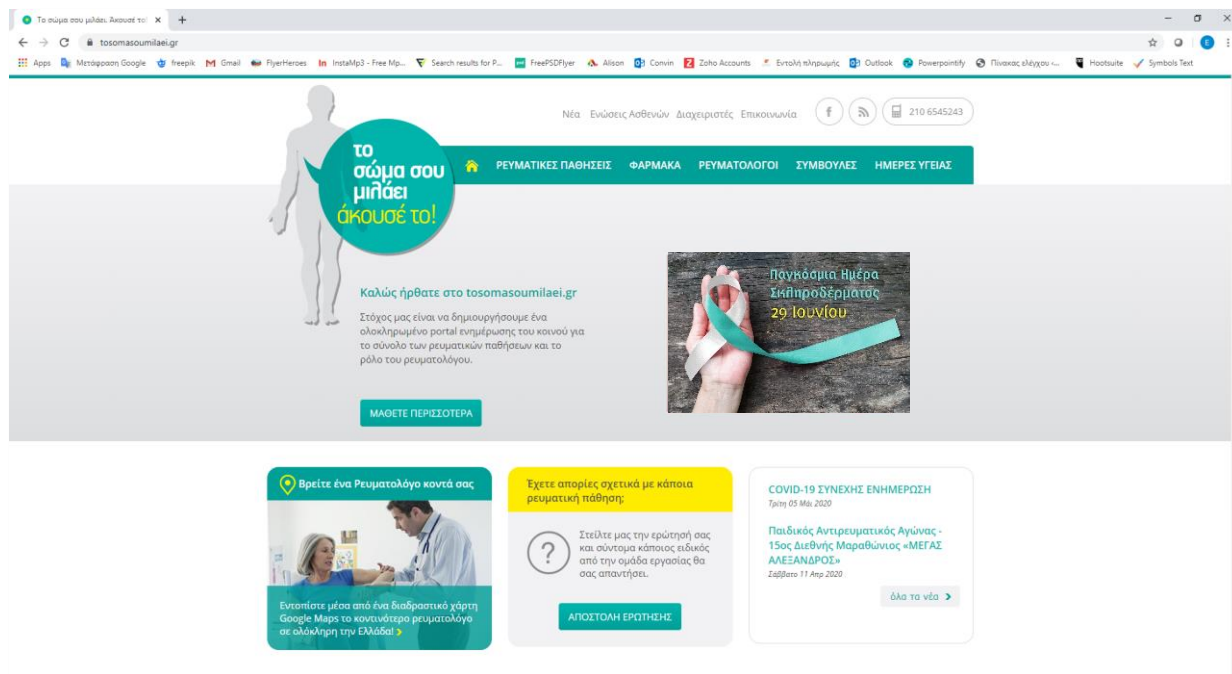 Το σώμα σου μιλάει. Άκουσέ το!
tosomasoumilaei.gr
Apps Μετάφραση Google freepik Gmail FlyerHeroes InstaMp3 - Free Mp... Search results for P... FreePSDFlyer Alison Convin Zoho Accounts Εντολή πληρωμής Outlook Powerpointify Πίνακας ελέγχου ‹... Hootsuite Symbols Text
Νέα Ενώσεις Ασθενών Διαχειριστές Επικοινωνία 210 6545243
το
σώμα σου
μιλάει
άκουσέ το!
ΡΕΥΜΑΤΙΚΕΣ ΠΑΘΗΣΕΙΣ ΦΑΡΜΑΚΑ ΡΕΥΜΑΤΟΛΟΓΟΙ ΣΥΜΒΟΥΛΕΣ ΗΜΕΡΕΣ ΥΓΕΙΑΣ
Καλώς ήρθατε στο tosomasoumilaei.gr
Στόχος μας είναι να δημιουργήσουμε ένα
ολοκληρωμένο portal ενημέρωσης του κοινού για
το σύνολο των ρευματικών παθήσεων και το
ρόλο του ρευματολόγου.
ΜΑΘΕΤΕ ΠΕΡΙΣΣΟΤΕΡΑ
Παγκόσμια Ημέρα
Σκληροδέρματος
29 Ιουνίου
Βρείτε ένα Ρευματολόγο κοντά σας
Εντοπίστε μέσα από ένα διαδραστικό χάρτη
Google Maps το κοντινότερο ρευματολόγο
σε ολόκληρη την Ελλάδα!
Έχετε απορίες σχετικά με κάποια
ρευματική πάθηση;
?
Στείλτε μας την ερώτησή σας
και σύντομα κάποιος ειδικός
από την ομάδα εργασίας θα
σας απαντήσει.
ΑΠΟΣΤΟΛΗ ΕΡΩΤΗΣΗΣ
COVID-19 ΣΥΝΕΧΗΣ ΕΝΗΜΕΡΩΣΗ
Τρίτη 05 Μάι 2020
Παιδικός Αντιρευματικός Αγώνας -
15ος Διεθνής Μαραθώνιος «ΜΕΓΑΣ
ΑΛΕΞΑΝΔΡΟΣ»
Σάββατο 11 Απρ 2020
όλα τα νέα